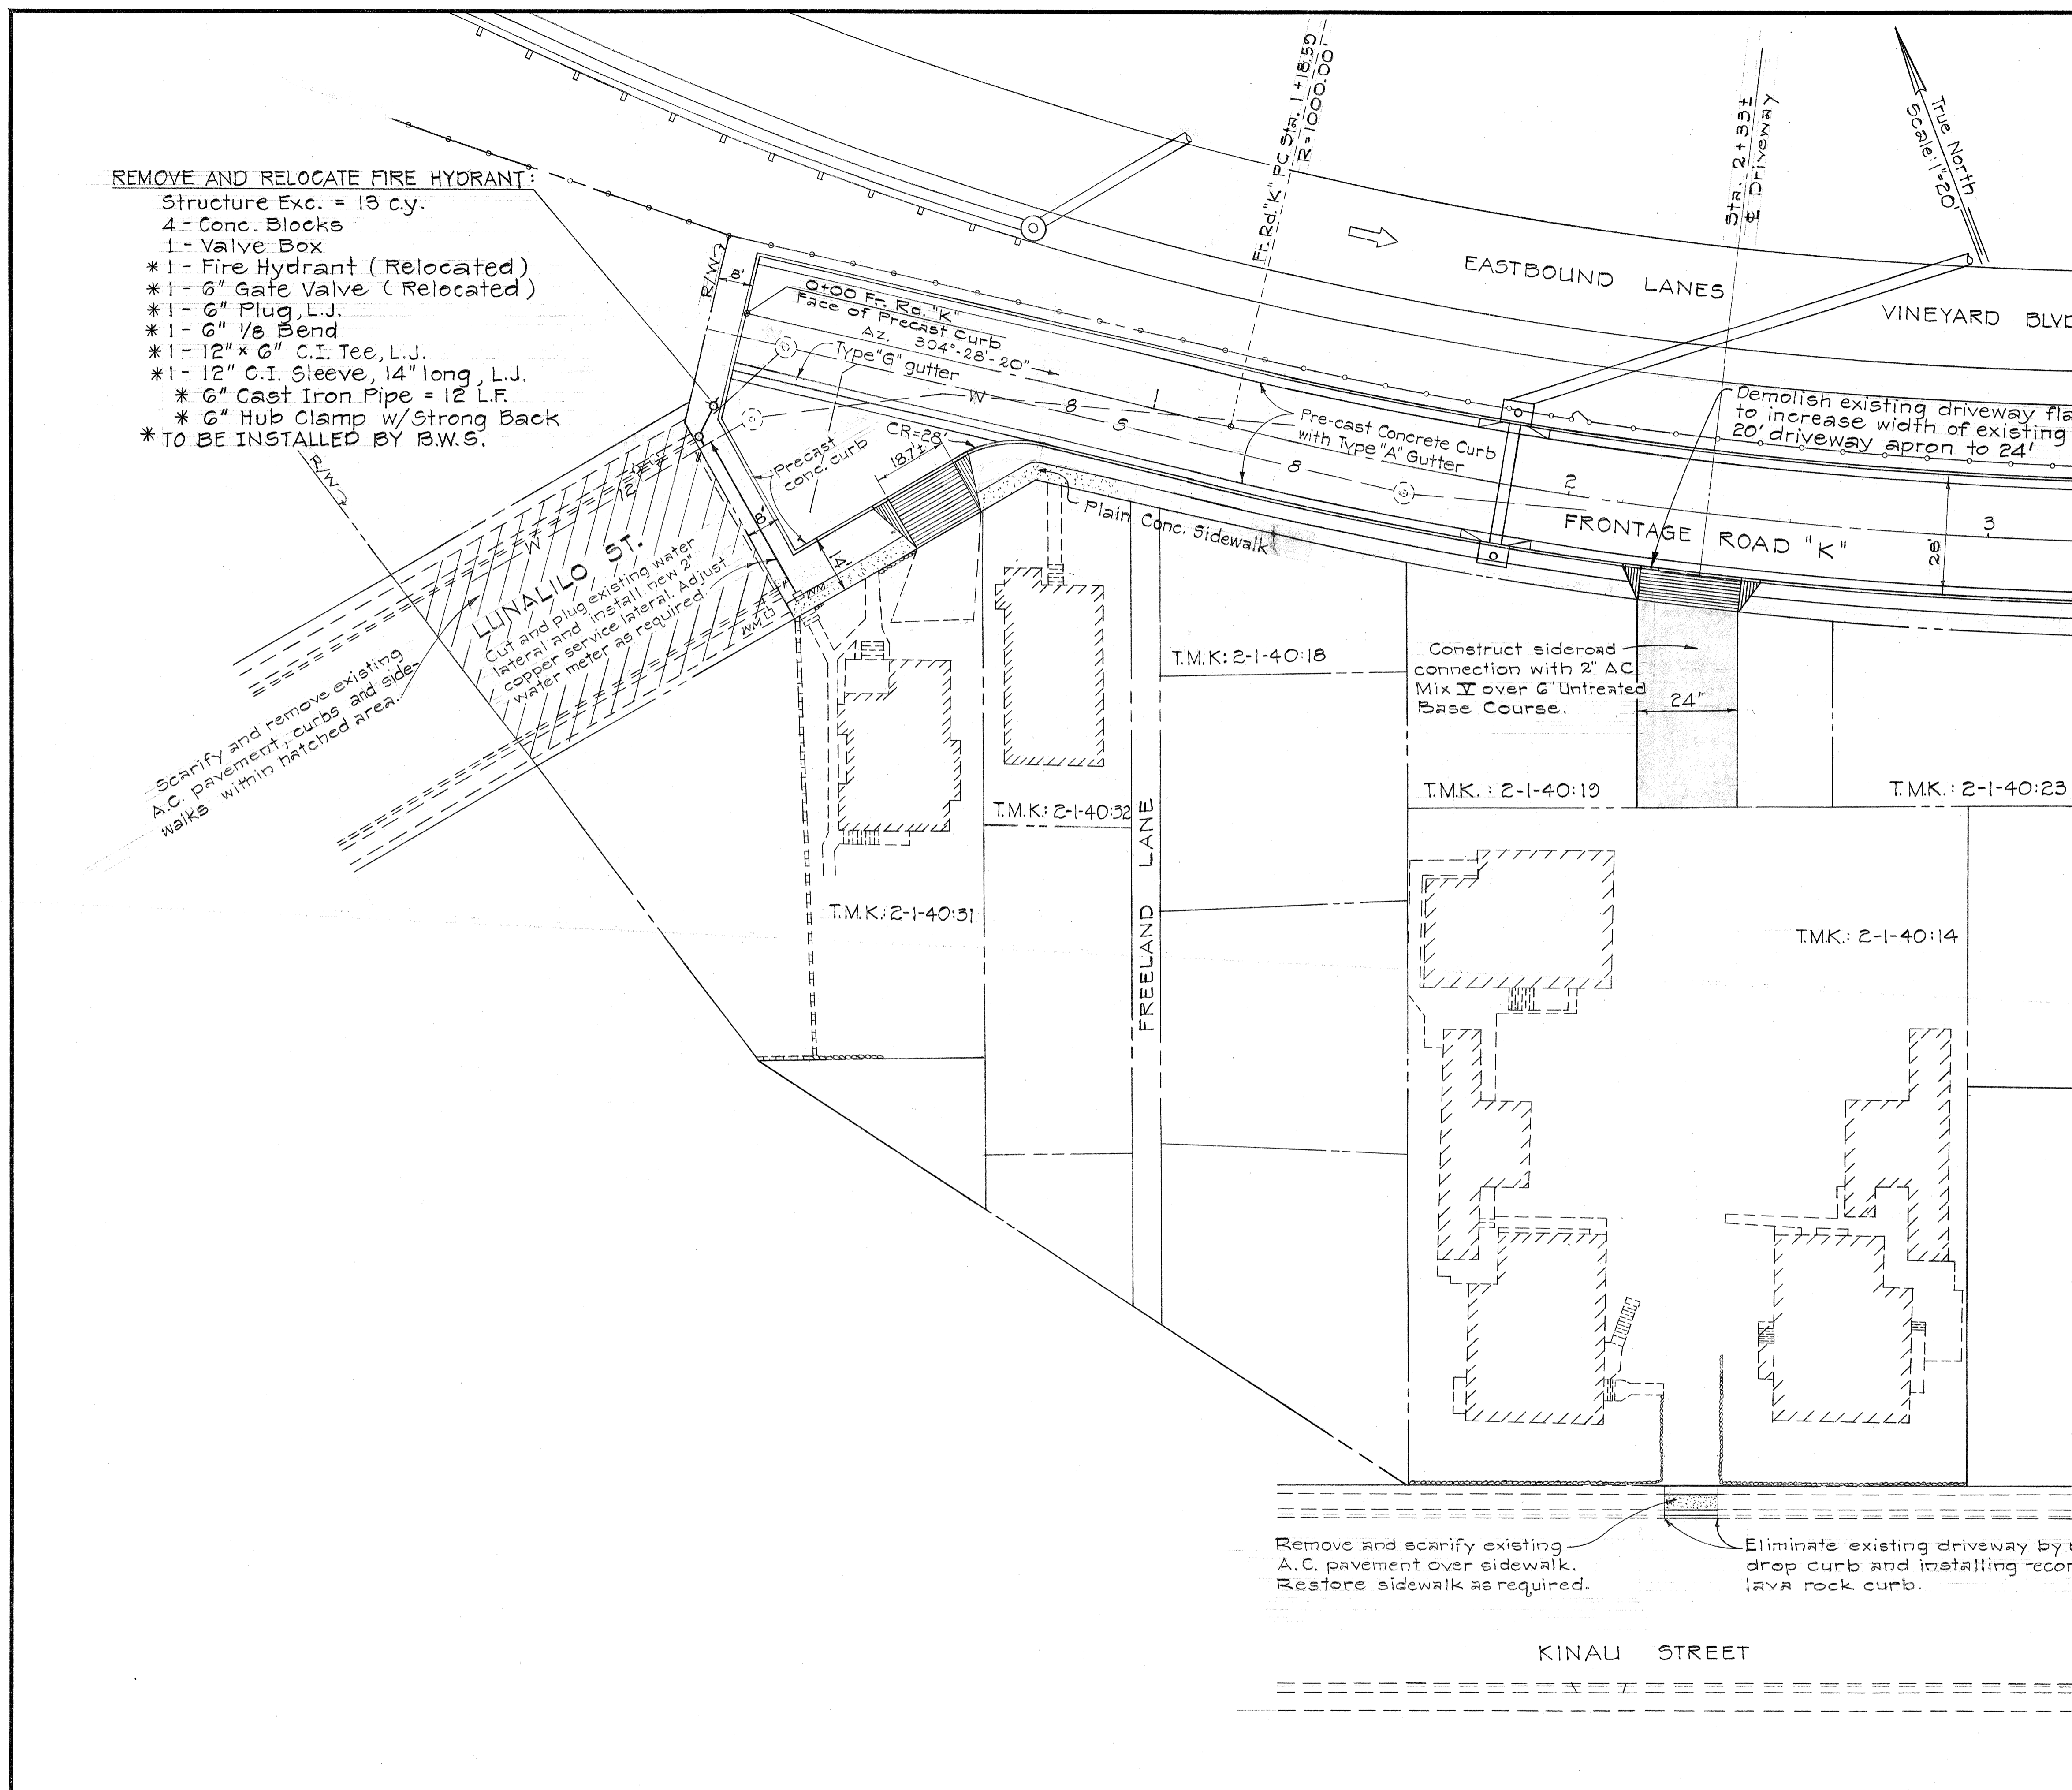 REMOVE AND RELOCATE FIRE HYDRANT:
Structure Exc. = 13 c.y.
4 - Conc. Blocks
1 - Valve Box
* 1 - Fire Hydrant (Relocated)
* 1 - 6" Gate Valve (Relocated)
* 1 - 6" Plug, L.J.
* 1 - 6" 1/8 Bend
* 1 - 12" x 6" C.I. Tee, L.J.
* 1 - 12" C.I. Sleeve, 14" long, L.J.
* 6" Cast Iron Pipe = 12 L.F.
* 6" Hub Clamp w/Strong Back
* TO BE INSTALLED BY B.W.S.
R/W
R/W
8'
0+00 Fr. Rd. "K"
Face of Precast Curb
Az. 304°-28'-20"
Type "G" gutter
W
8
S
1
8
2
3
Fr. Rd. "K" PC Sta. 1+18.59
R=1000.00'
Sta. 2+33±
℄ Driveway
True North
Scale: 1"=20'
EASTBOUND LANES
VINEYARD BLVD
Demolish existing driveway fla
to increase width of existing
20' driveway apron to 24'
Pre-cast Concrete Curb
with Type "A" Gutter
CR=28'
18.7'±
Precast
conc. curb
8'
14'
Plain Conc. Sidewalk
FRONTAGE ROAD "K"
28'
12
W
LUNALILO ST.
Cut and plug existing water
lateral and install new 2"
copper service lateral. Adjust
water meter as required.
WM
WM
Scarify and remove existing
A.C. pavement, curbs and side-
walks within hatched area.
T.M.K: 2-1-40:18
Construct sideroad
connection with 2" A.C.
Mix V over 6" Untreated
Base Course.
24'
T.M.K. : 2-1-40:19
T.M.K. : 2-1-40:23
T.M.K.: 2-1-40:32
FREELAND LANE
T.M.K.: 2-1-40:31
T.M.K.: 2-1-40:14
Remove and scarify existing
A.C. pavement over sidewalk.
Restore sidewalk as required.
Eliminate existing driveway by
drop curb and installing recon
lava rock curb.
KINAU STREET